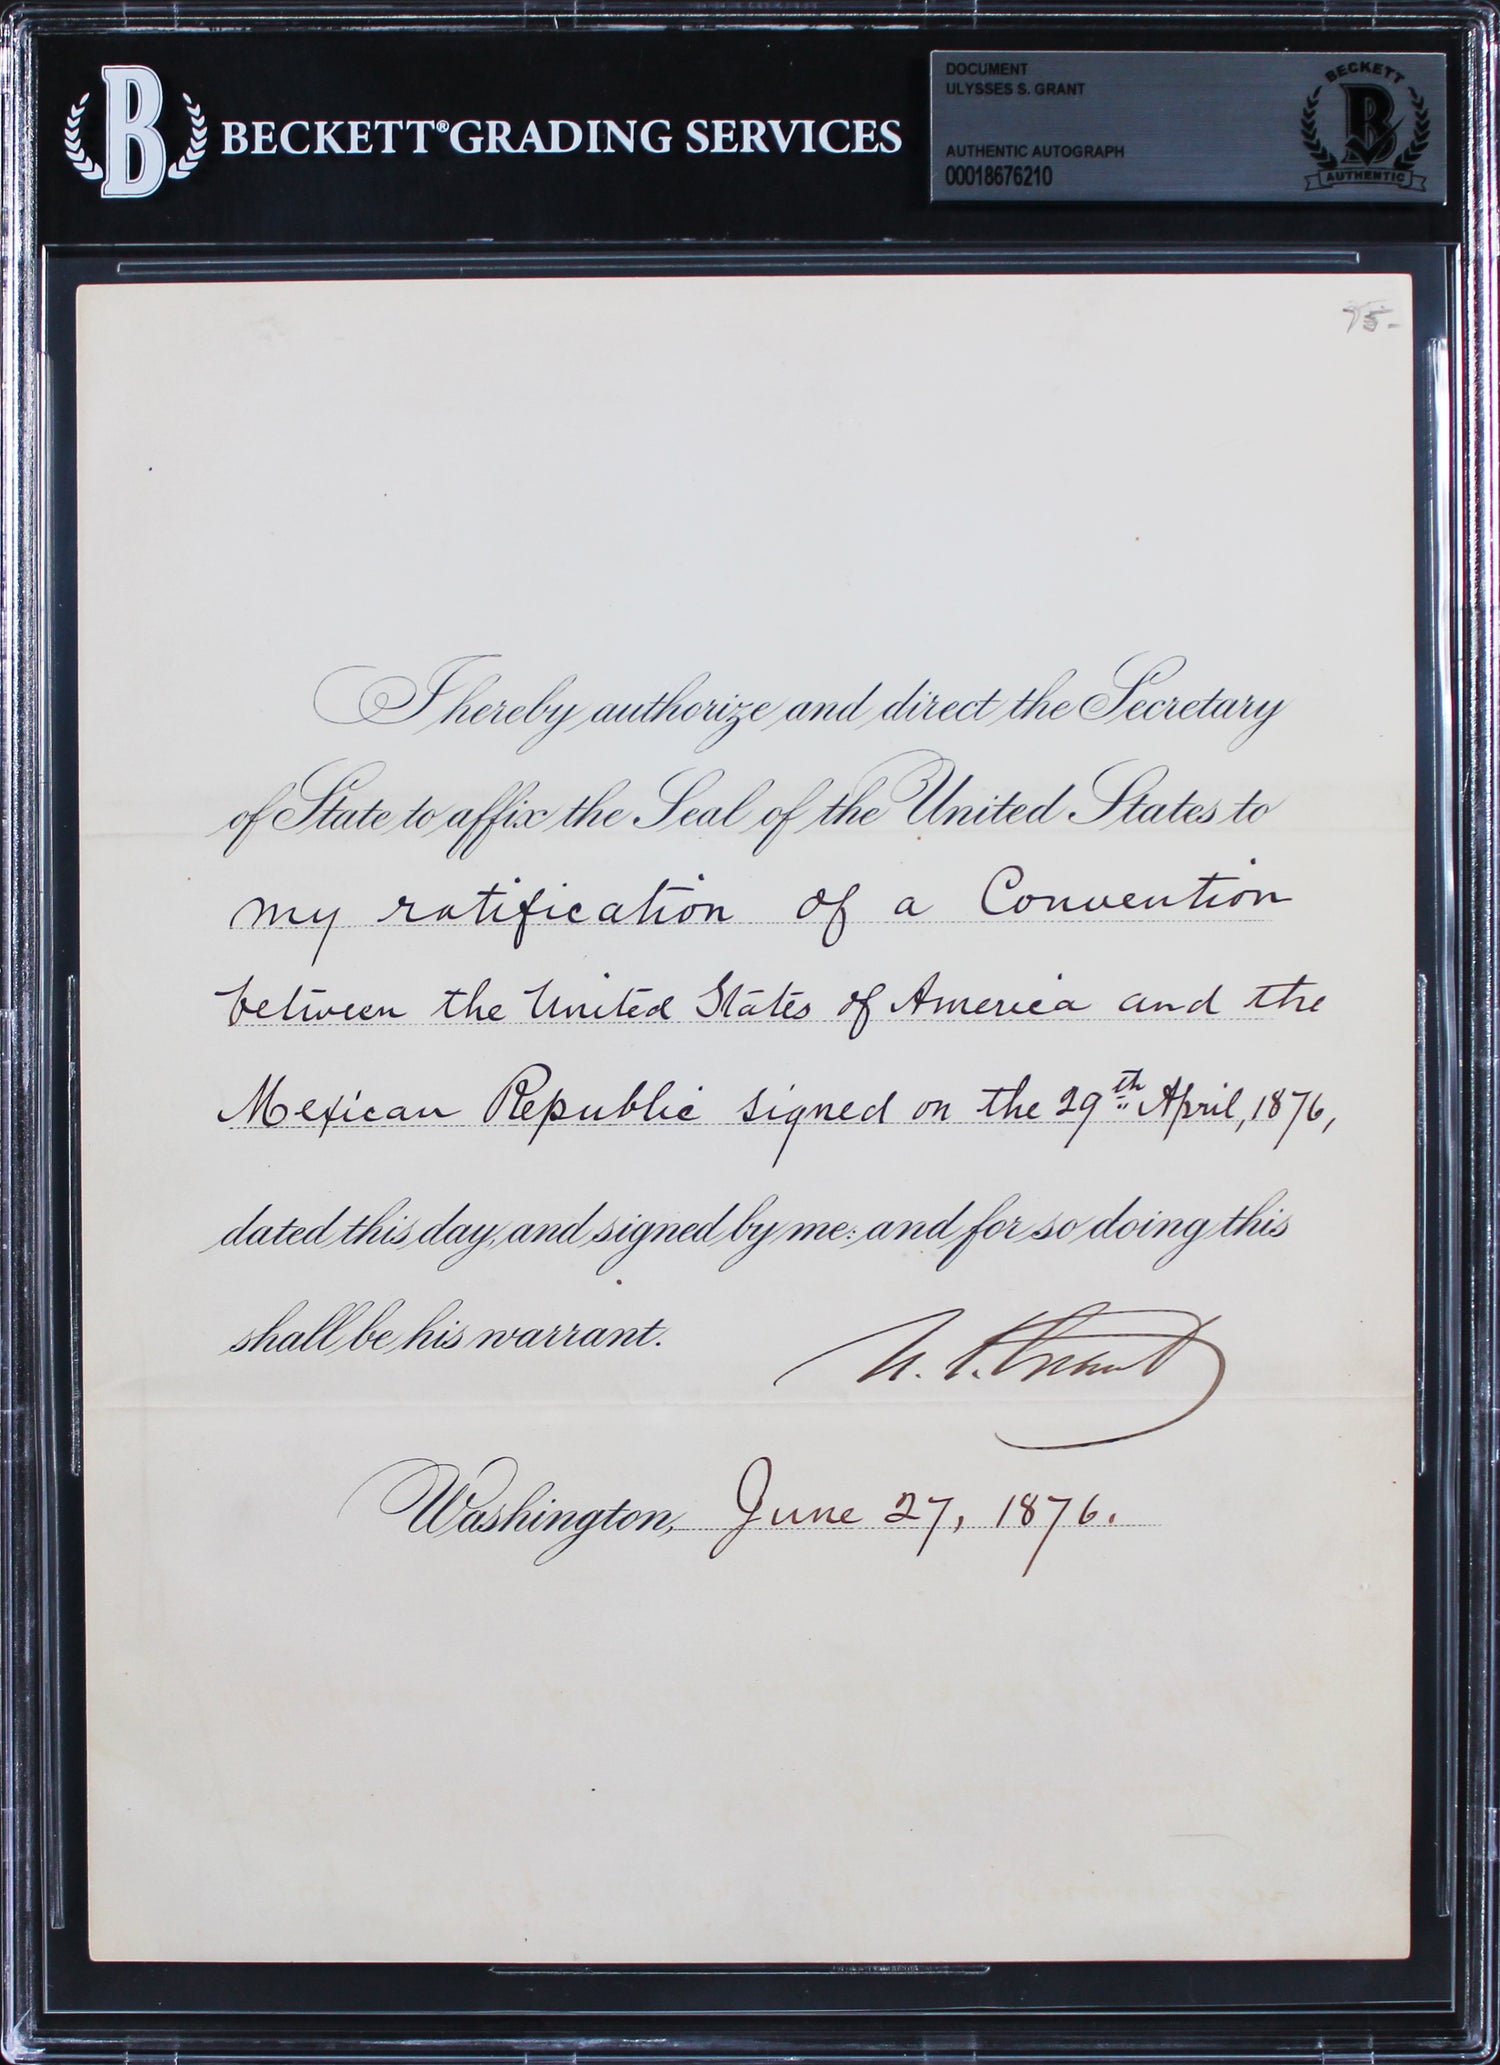 B BECKETT® GRADING SERVICES
DOCUMENT
ULYSSES S. GRANT
AUTHENTIC AUTOGRAPH
00018676210
BECKETT
B
AUTHENTIC
I hereby authorize and direct the Secretary
of State to affix the Seal of the United States to
my ratification of a Convention
between the United States of America and the
Mexican Republic signed on the 29th April, 1876,
dated this day, and signed by me: and for so doing this
shall be his warrant.
U. S. Grant
Washington, June 27, 1876.